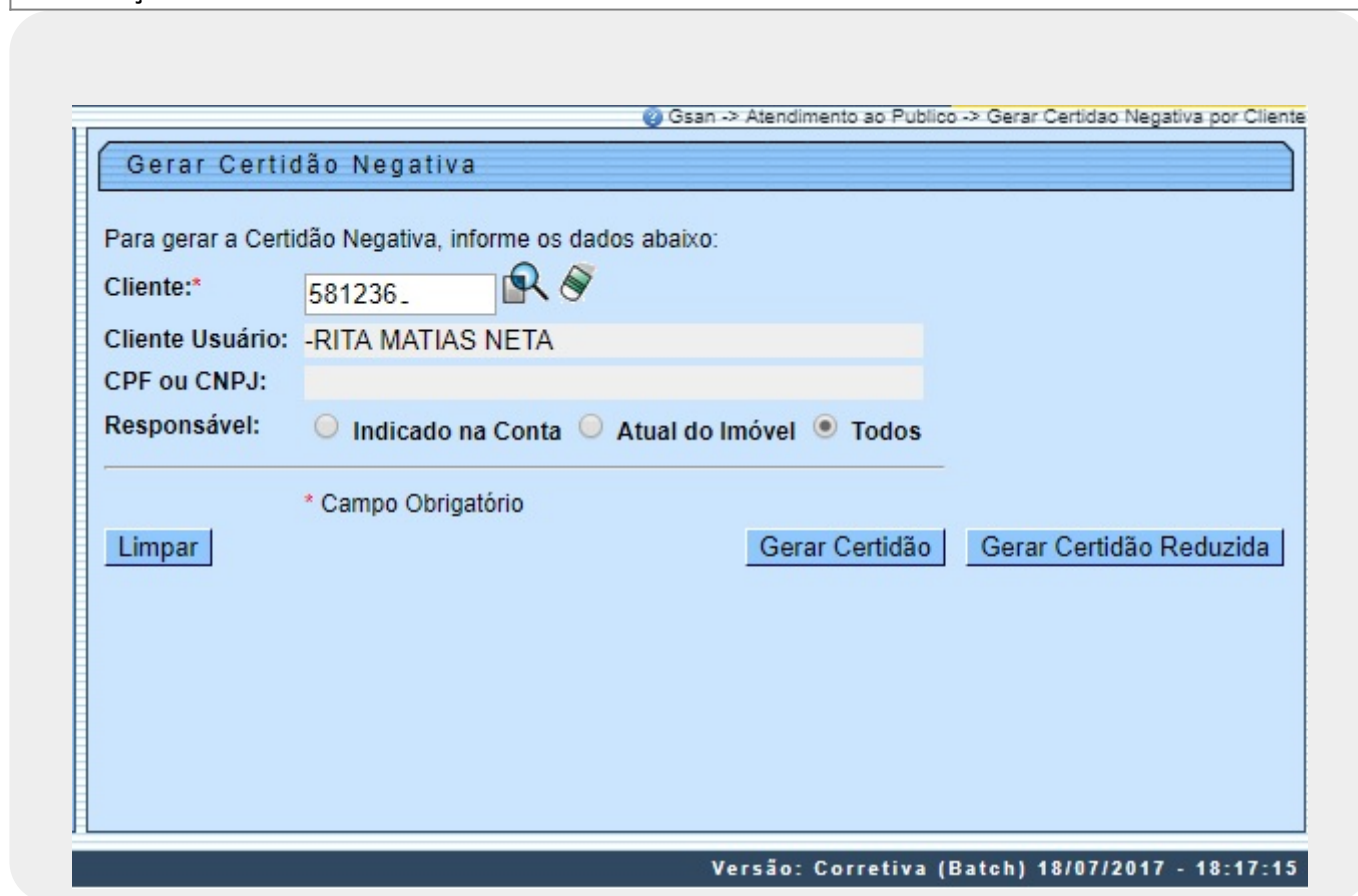 Gsan -> Atendimento ao Publico -> Gerar Certidao Negativa por Cliente
Gerar Certidão Negativa
Para gerar a Certidão Negativa, informe os dados abaixo:
Cliente:* 581236_
Cliente Usuário: -RITA MATIAS NETA
CPF ou CNPJ:
Responsável: Indicado na Conta Atual do Imóvel Todos
* Campo Obrigatório
Limpar Gerar Certidão Gerar Certidão Reduzida
Versão: Corretiva (Batch) 18/07/2017 - 18:17:15